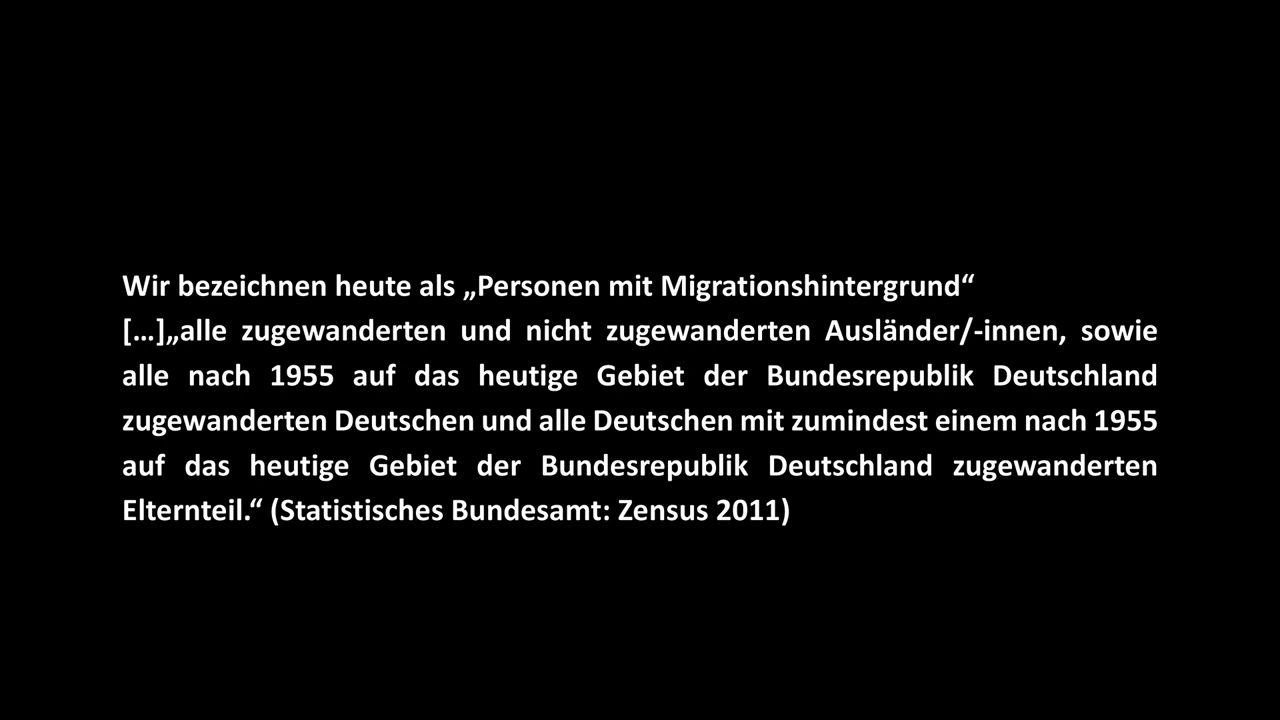 Wir bezeichnen heute als „Personen mit Migrationshintergrund“
[…]„alle zugewanderten und nicht zugewanderten Ausländer/-innen, sowie
alle nach 1955 auf das heutige Gebiet der Bundesrepublik Deutschland
zugewanderten Deutschen und alle Deutschen mit zumindest einem nach 1955
auf das heutige Gebiet der Bundesrepublik Deutschland zugewanderten
Elternteil.“ (Statistisches Bundesamt: Zensus 2011)